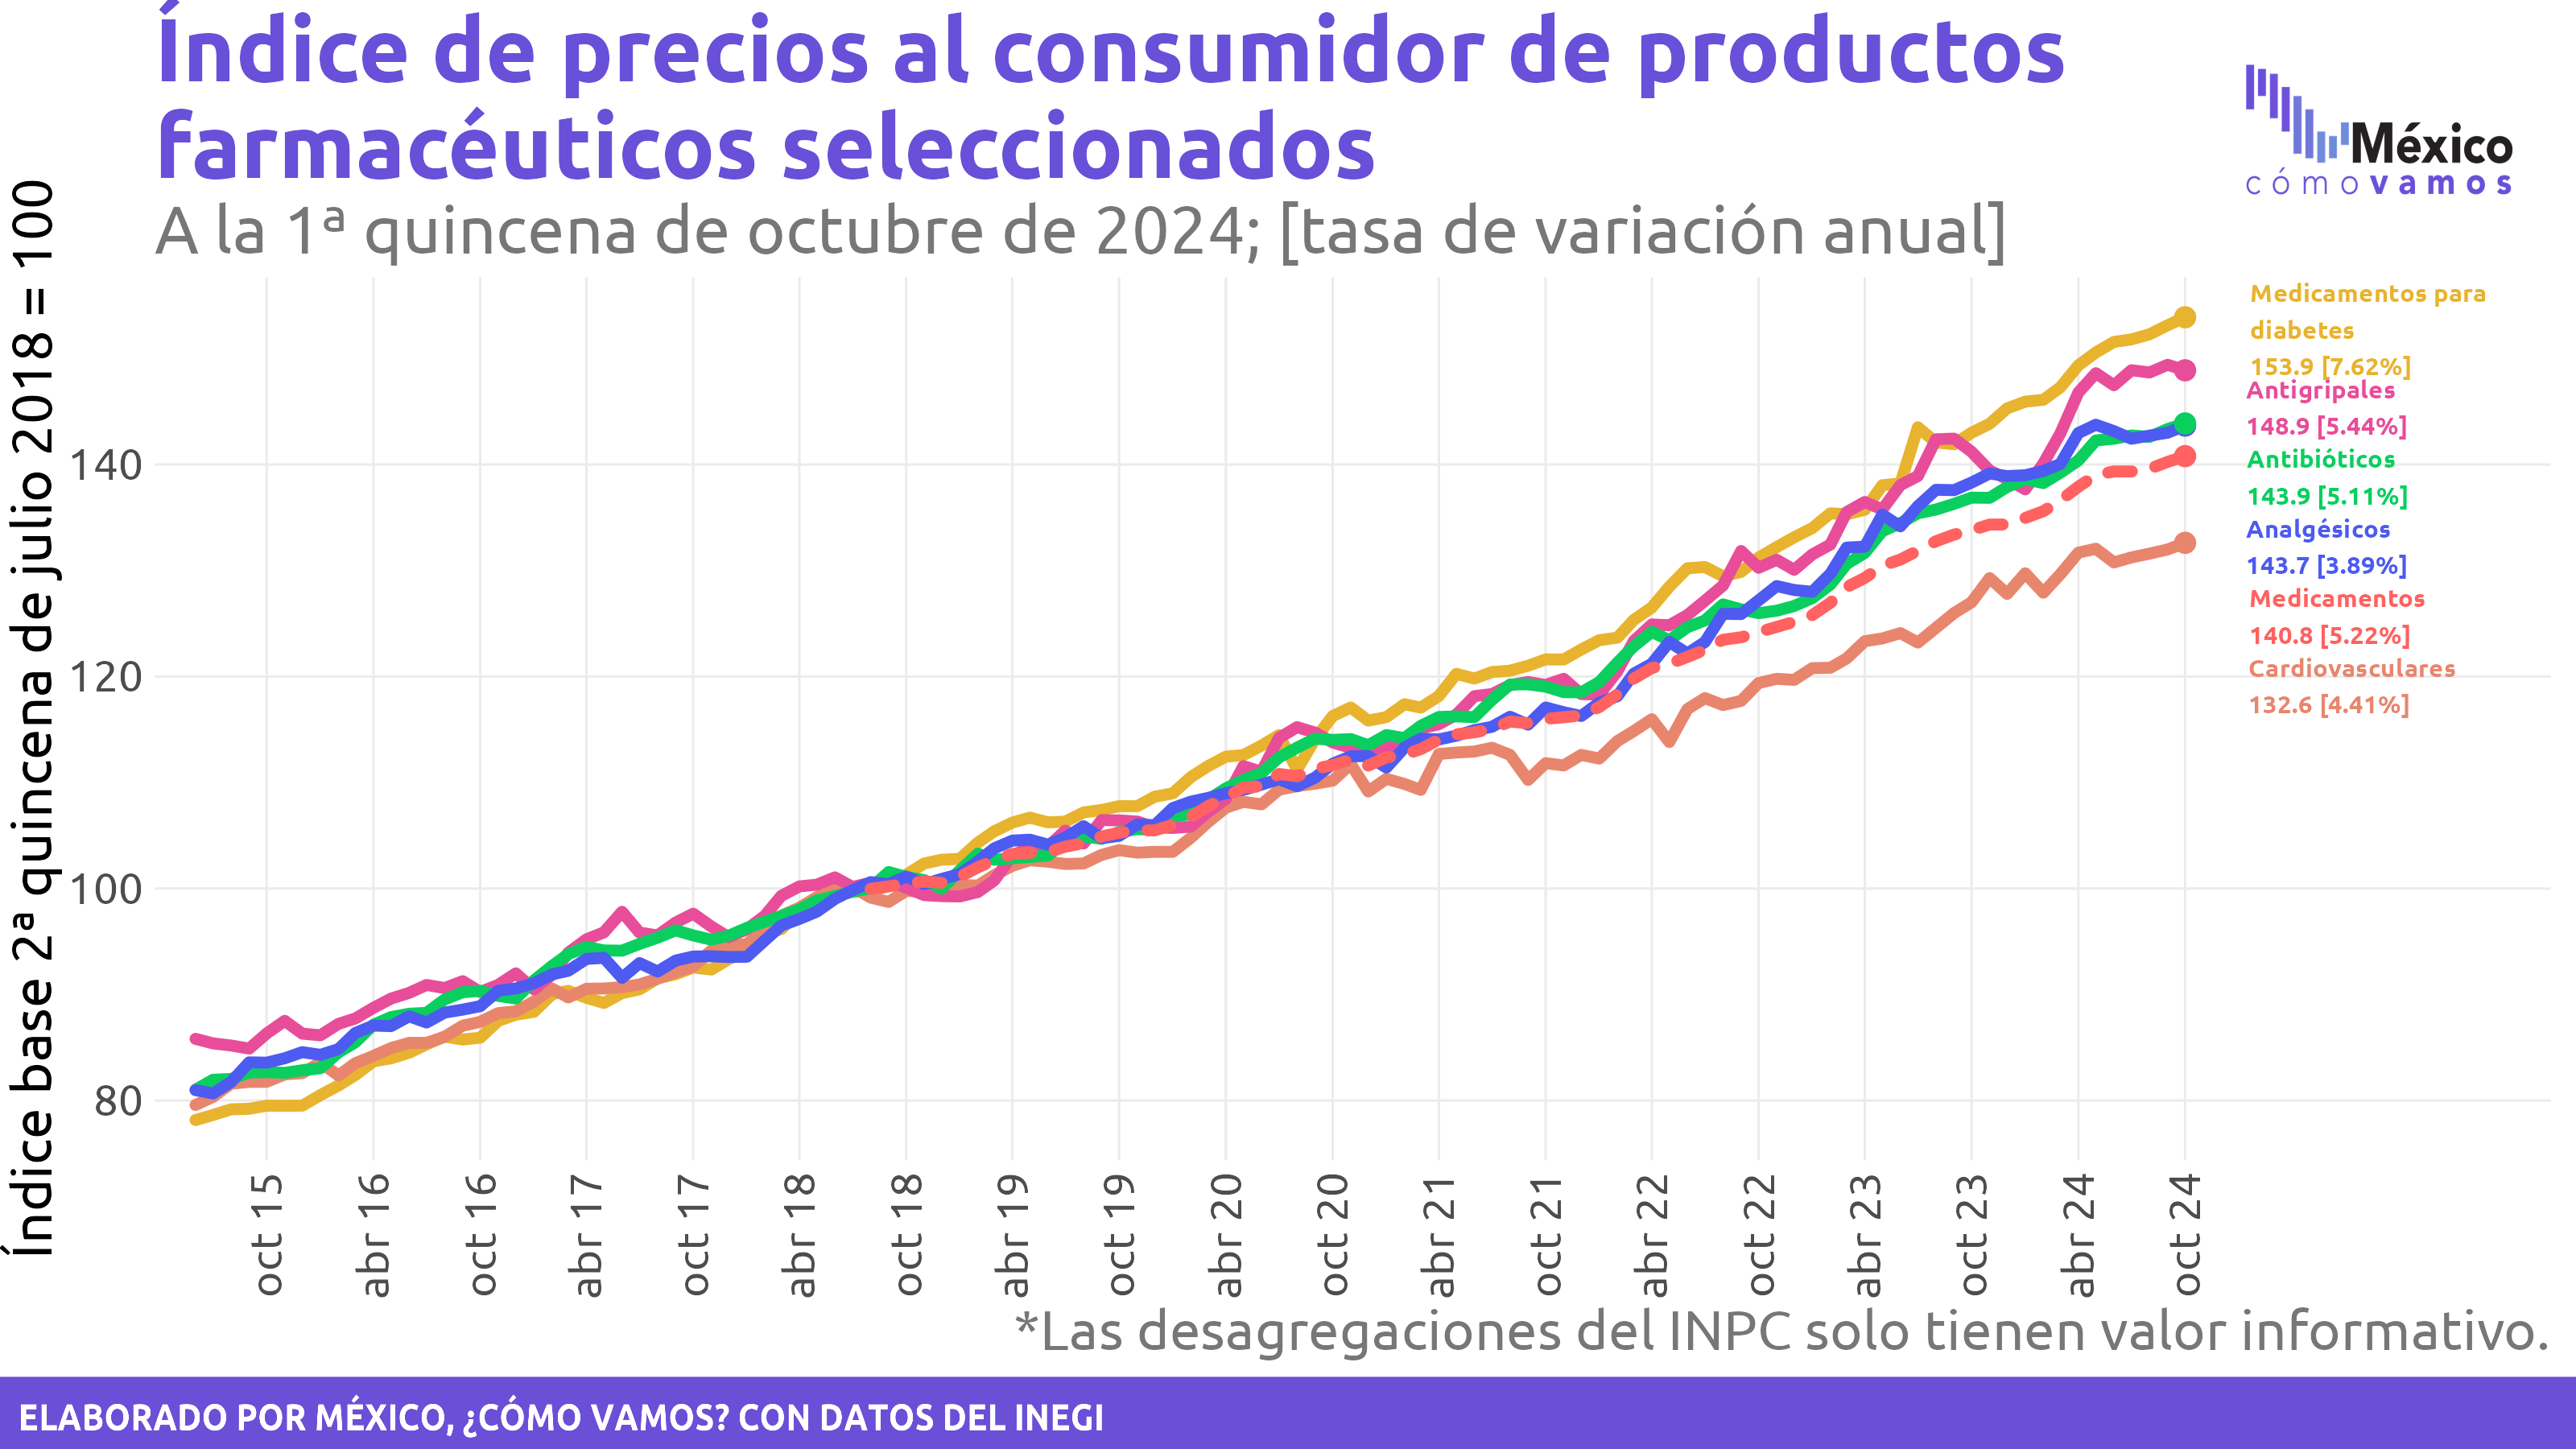 Índice de precios al consumidor de productos
farmacéuticos seleccionados
A la 1ª quincena de octubre de 2024; [tasa de variación anual]
México
cómo vamos
Índice base 2ª quincena de julio 2018 = 100
140
120
100
80
Medicamentos para
diabetes
153.9 [7.62%]
Antigripales
148.9 [5.44%]
Antibióticos
143.9 [5.11%]
Analgésicos
143.7 [3.89%]
Medicamentos
140.8 [5.22%]
Cardiovasculares
132.6 [4.41%]
oct 15
abr 16
oct 16
abr 17
oct 17
abr 18
oct 18
abr 19
oct 19
abr 20
oct 20
abr 21
oct 21
abr 22
oct 22
abr 23
oct 23
abr 24
oct 24
*Las desagregaciones del INPC solo tienen valor informativo.
ELABORADO POR MÉXICO, ¿CÓMO VAMOS? CON DATOS DEL INEGI